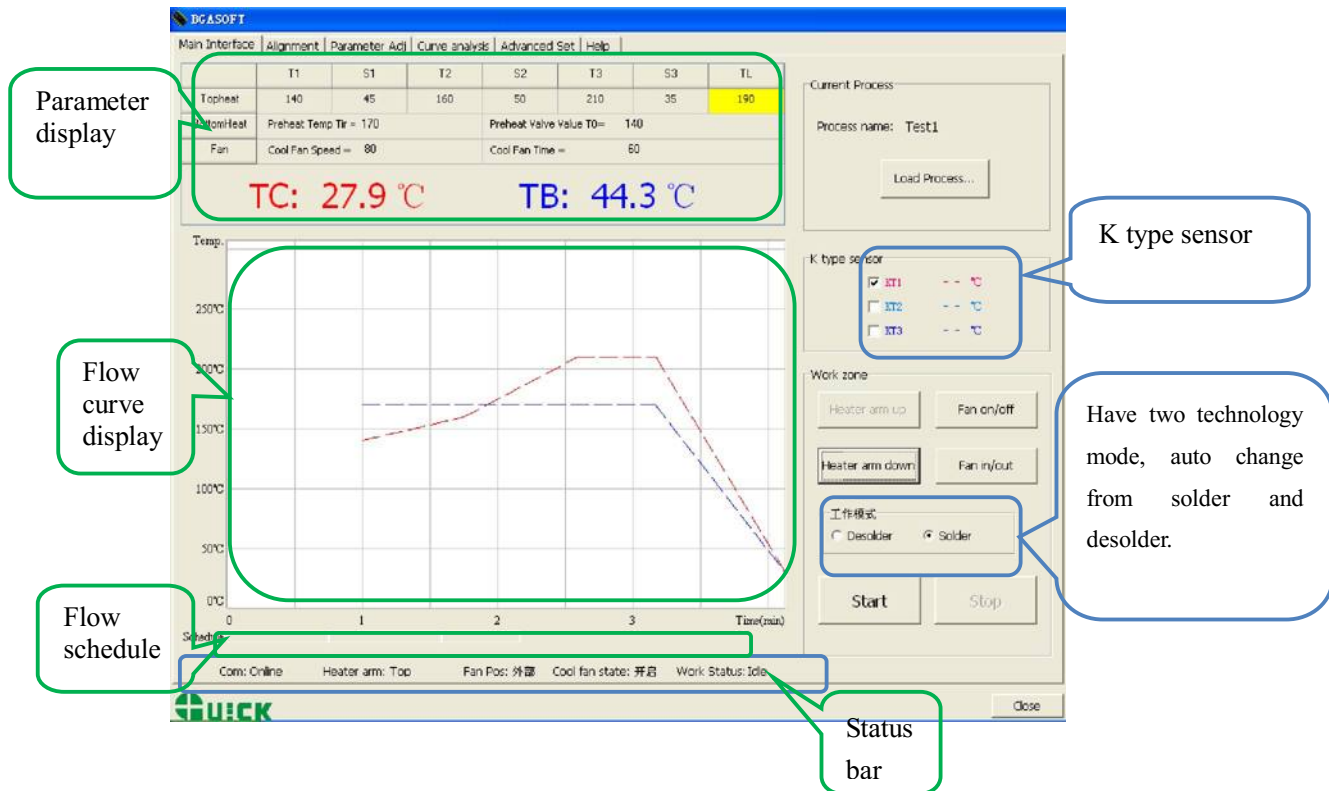 BGASOFT
Main Interface Alignment Parameter Adj Curve analysis Advanced Set Help
T1 S1 T2 S2 T3 S3 TL
Topheat 140 45 160 50 210 35 190
Preheat Temp Tir = 170 Preheat Valve Value T0= 140
Fan Cool Fan Speed = 80 Cool Fan Time = 60
TC: 27.9 ℃ TB: 44.3 ℃
Parameter
display
Current Process
Process name: Test1
Load Process...
K type sensor
K type sensor
KT1 -- ℃
KT2 -- ℃
KT3 -- ℃
Temp.
250℃
200℃
150℃
100℃
50℃
0℃
0 1 2 3 Time(min)
Flow
curve
display
Work zone
Heater arm up Fan on/off
Heater arm down Fan in/out
工作模式
Desolder Solder
Start Stop
Have two technology
mode, auto change
from solder and
desolder.
Flow
schedule
Com: Online Heater arm: Top Fan Pos: 外部 Cool fan state: 开启 Work Status: Idle
QUICK
Close
Status
bar